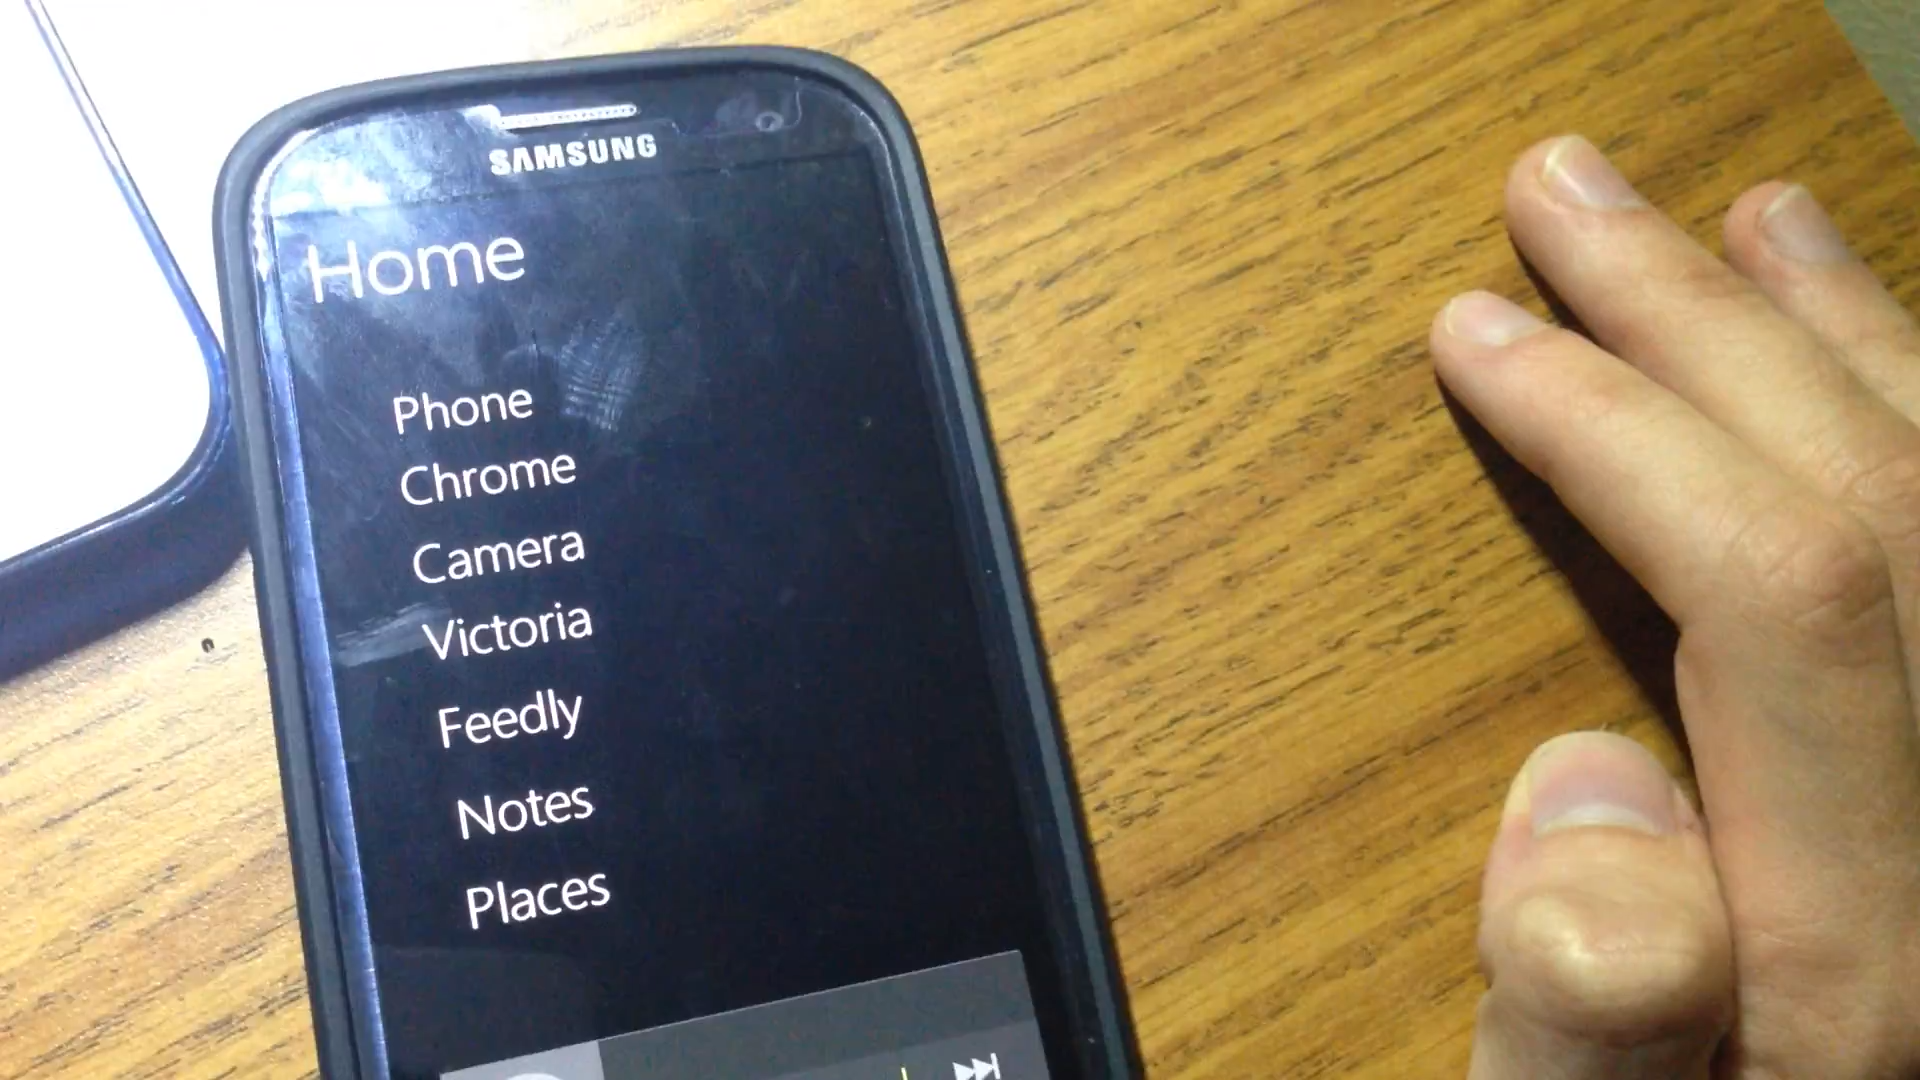 SAMSUNG
Home
Phone
Chrome
Camera
Victoria
Feedly
Notes
Places